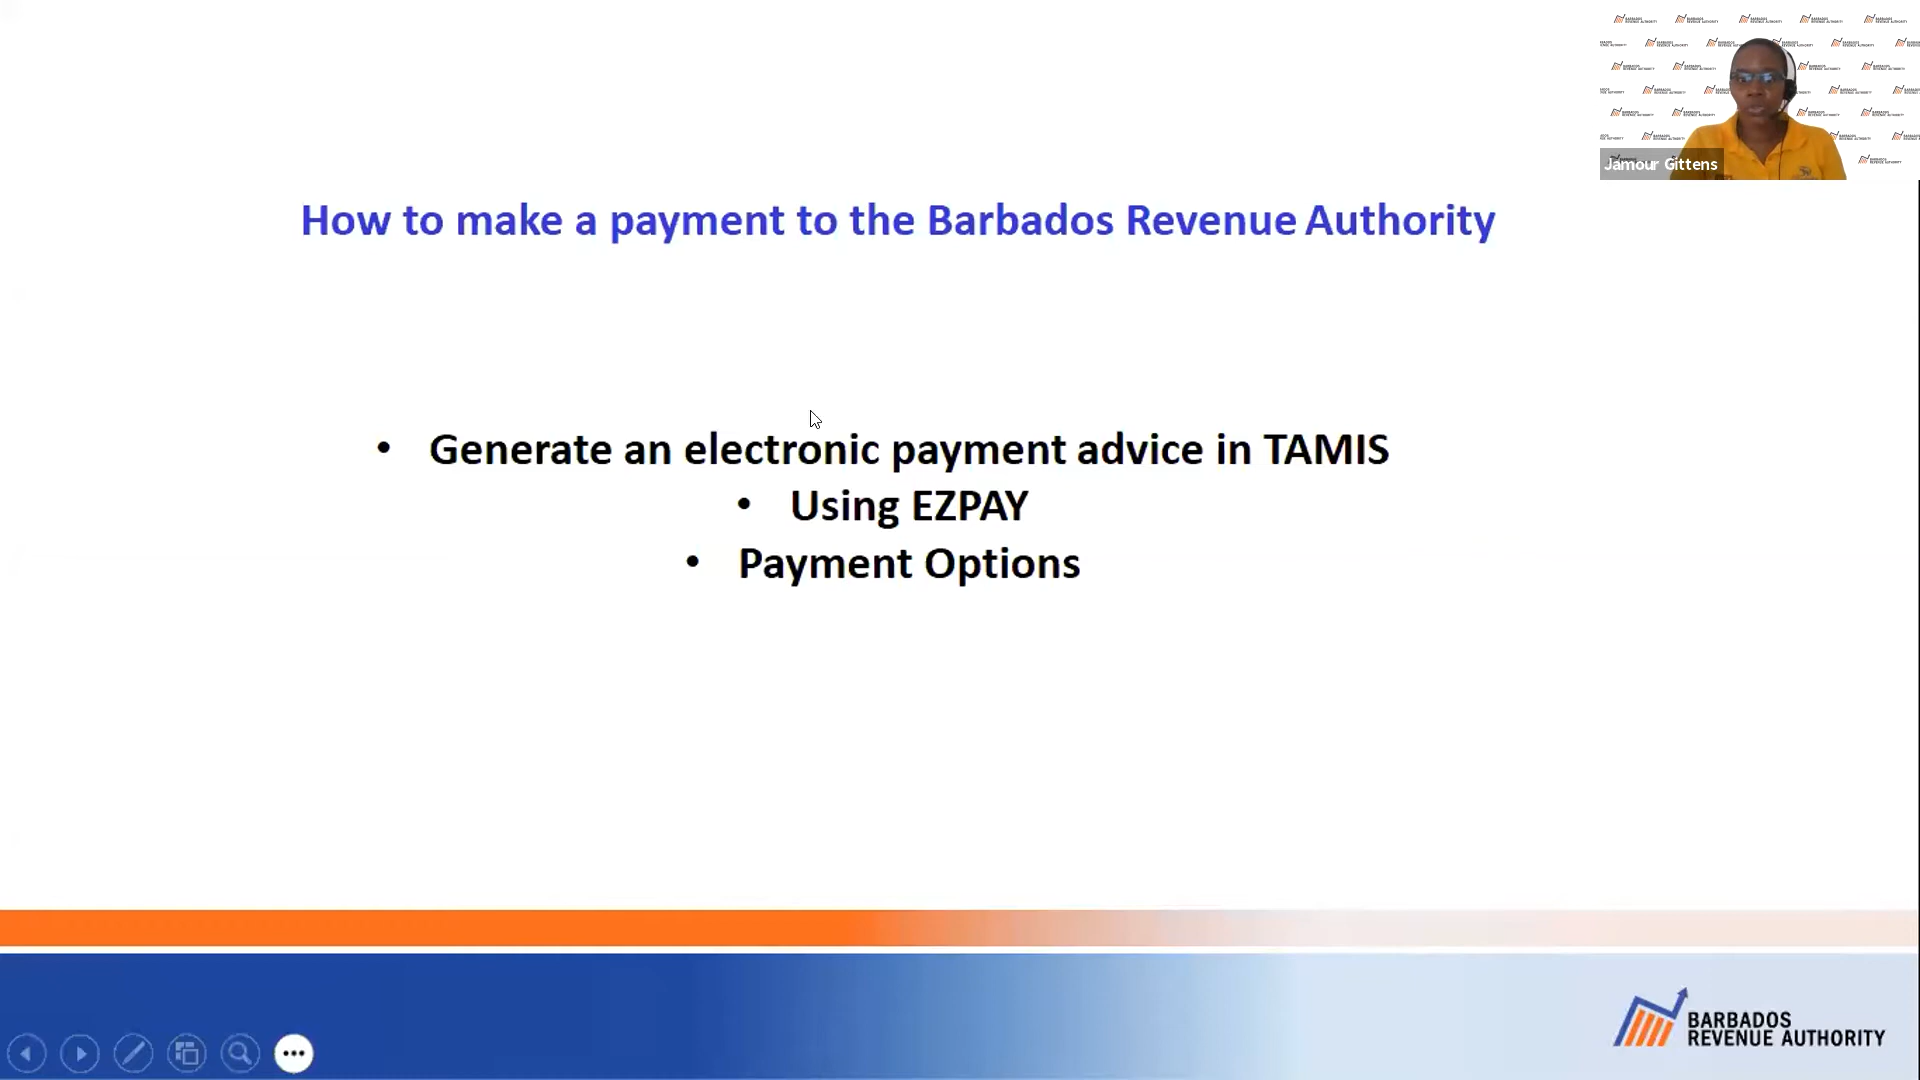 Jamour Gittens
How to make a payment to the Barbados Revenue Authority
• Generate an electronic payment advice in TAMIS
• Using EZPAY
• Payment Options
BARBADOS
REVENUE AUTHORITY